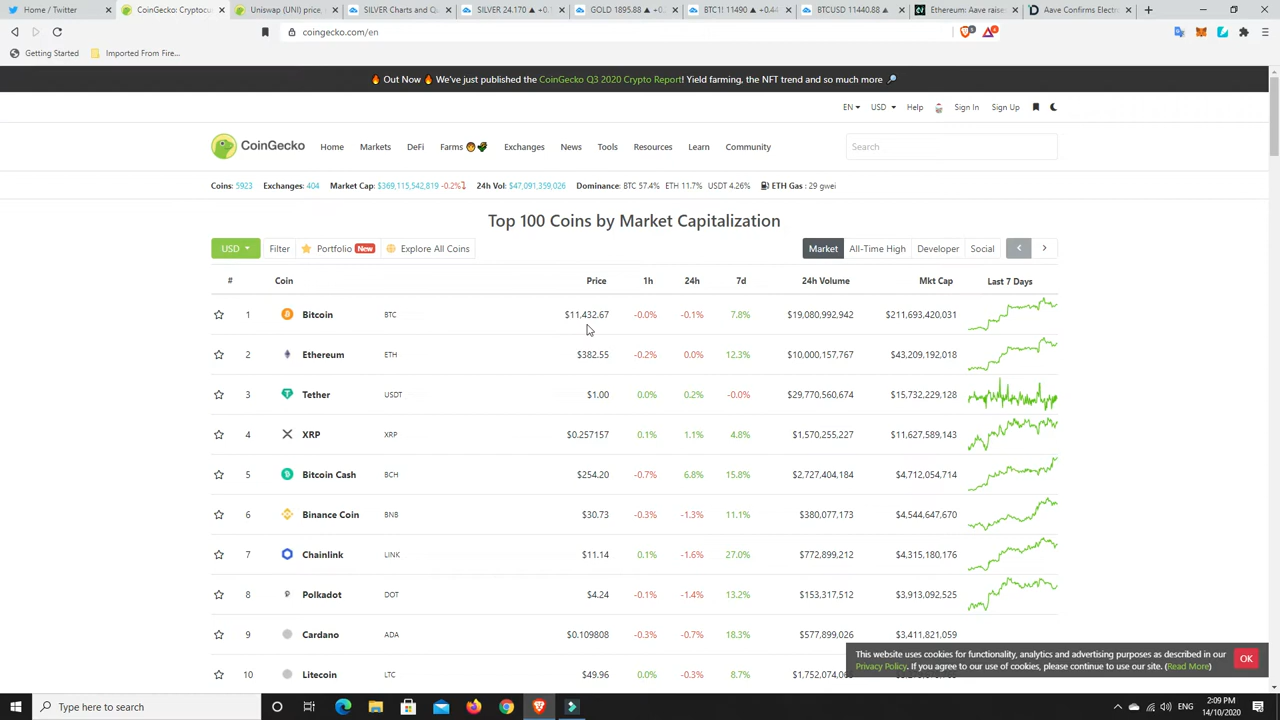 Home / Twitter
CoinGecko: Cryptocurrenc
Uniswap (UNI) price
SILVER Charts and Q
SILVER 24.170 ▲ +0.
GOLD 1895.88 ▼
BTC1! 11490 ▲ +0.4
BTCUSD 11440.88 ▲
Ethereum: Aave raises
Aave Confirms Elect
coingecko.com/en
Getting Started
Imported From Fire...
🔥 Out Now 🔥 We've just published the CoinGecko Q3 2020 Crypto Report! Yield farming, the NFT trend and so much more 🔎
EN USD Help Sign In Sign Up
CoinGecko Home Markets DeFi Farms Exchanges News Tools Resources Learn Community
Search
Coins: 5923 Exchanges: 404 Market Cap: $369,115,542,819 -0.2% 24h Vol: $47,091,359,026 Dominance: BTC 57.4% ETH 11.7% USDT 4.26% ETH Gas : 29 gwei
Top 100 Coins by Market Capitalization
USD Filter Portfolio New Explore All Coins Market All-Time High Developer Social
# Coin Price 1h 24h 7d 24h Volume Mkt Cap Last 7 Days
1 Bitcoin BTC $11,432.67 -0.0% -0.1% 7.8% $19,080,992,942 $211,693,420,031
2 Ethereum ETH $382.55 -0.2% 0.0% 12.3% $10,000,157,767 $43,209,192,018
3 Tether USDT $1.00 0.0% 0.2% -0.0% $29,770,560,674 $15,732,229,128
4 XRP XRP $0.257157 0.1% 1.1% 4.8% $1,570,255,227 $11,627,589,143
5 Bitcoin Cash BCH $254.20 -0.7% 6.8% 15.8% $2,727,404,184 $4,712,054,714
6 Binance Coin BNB $30.73 -0.3% -1.3% 11.1% $380,077,173 $4,544,647,670
7 Chainlink LINK $11.14 0.1% -1.6% 27.0% $772,899,212 $4,315,180,176
8 Polkadot DOT $4.24 -0.1% -1.4% 13.2% $153,317,512 $3,913,092,525
9 Cardano ADA $0.109808 -0.3% -0.7% 18.3% $577,899,026 $3,411,821,059
10 Litecoin LTC $49.96 0.0% -0.3% 8.7%
This website uses cookies for functionality, analytics and advertising purposes as described in our
Privacy Policy. If you agree to our use of cookies, please continue to use our site. (Read More)
OK
Type here to search
ENG
2:09 PM
14/10/2020